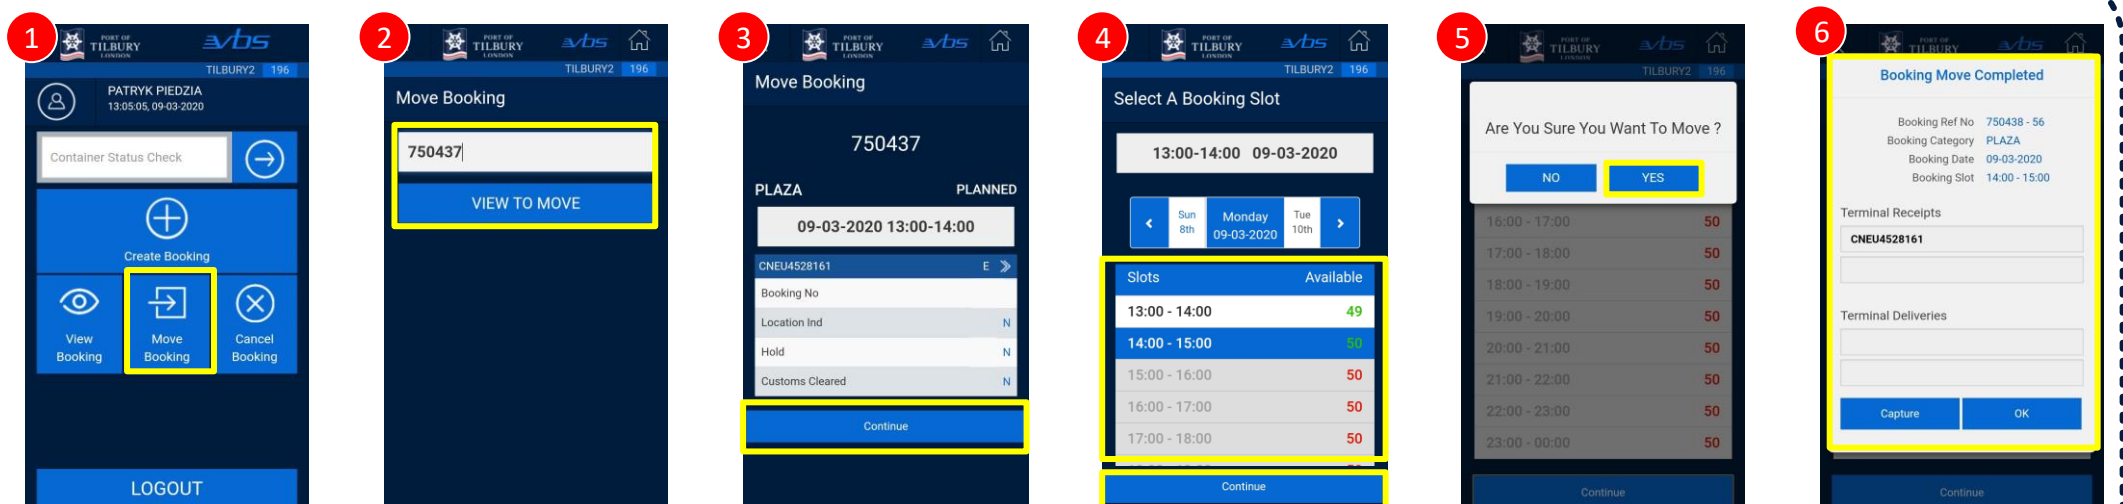 1
PORT OF
TILBURY
LONDON
vbs
TILBURY2 196
PATRYK PIEDZIA
13:05:05, 09-03-2020
Container Status Check
Create Booking
View
Booking
Move
Booking
Cancel
Booking
LOGOUT
2
PORT OF
TILBURY
LONDON
vbs
TILBURY2 196
Move Booking
750437
VIEW TO MOVE
3
PORT OF
TILBURY
LONDON
vbs
Move Booking
750437
PLAZA PLANNED
09-03-2020 13:00-14:00
CNEU4528161 E
Booking No
Location Ind N
Hold N
Customs Cleared N
Continue
4
PORT OF
TILBURY
LONDON
vbs
TILBURY2 196
Select A Booking Slot
13:00-14:00 09-03-2020
Sun
8th
Monday
09-03-2020
Tue
10th
Slots Available
13:00 - 14:00 49
14:00 - 15:00 50
15:00 - 16:00 50
16:00 - 17:00 50
17:00 - 18:00 50
Continue
5
PORT OF
TILBURY
LONDON
vbs
TILBURY2 196
Are You Sure You Want To Move ?
NO YES
16:00 - 17:00 50
17:00 - 18:00 50
18:00 - 19:00 50
19:00 - 20:00 50
20:00 - 21:00 50
21:00 - 22:00 50
22:00 - 23:00 50
23:00 - 00:00 50
Continue
6
PORT OF
TILBURY
vbs
Booking Move Completed
Booking Ref No 750438 - 56
Booking Category PLAZA
Booking Date 09-03-2020
Booking Slot 14:00 - 15:00
Terminal Receipts
CNEU4528161
Terminal Deliveries
Capture OK
Continue